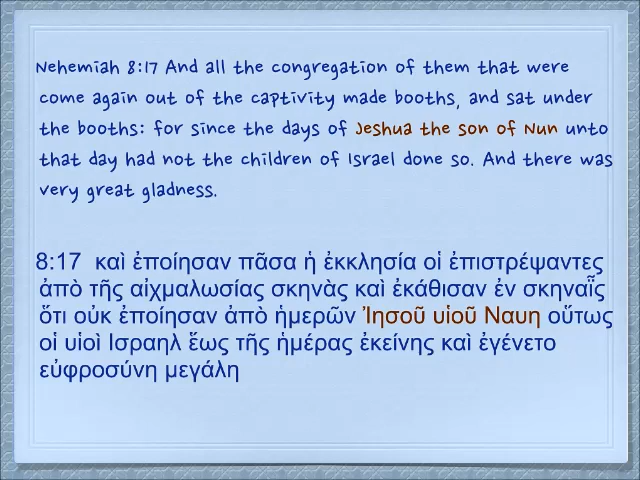 Nehemiah 8:17 And all the congregation of them that were
come again out of the captivity made booths, and sat under
the booths: for since the days of Jeshua the son of Nun unto
that day had not the children of Israel done so. And there was
very great gladness.
8:17 καὶ ἐποίησαν πᾶσα ἡ ἐκκλησία οἱ ἐπιστρέψαντες
ἀπὸ τῆς αἰχμαλωσίας σκηνὰς καὶ ἐκάθισαν ἐν σκηναῖς
ὅτι οὐκ ἐποίησαν ἀπὸ ἡμερῶν Ἰησοῦ υἱοῦ Ναυη οὕτως
οἱ υἱοὶ Ισραηλ ἕως τῆς ἡμέρας ἐκείνης καὶ ἐγένετο
εὐφροσύνη μεγάλη